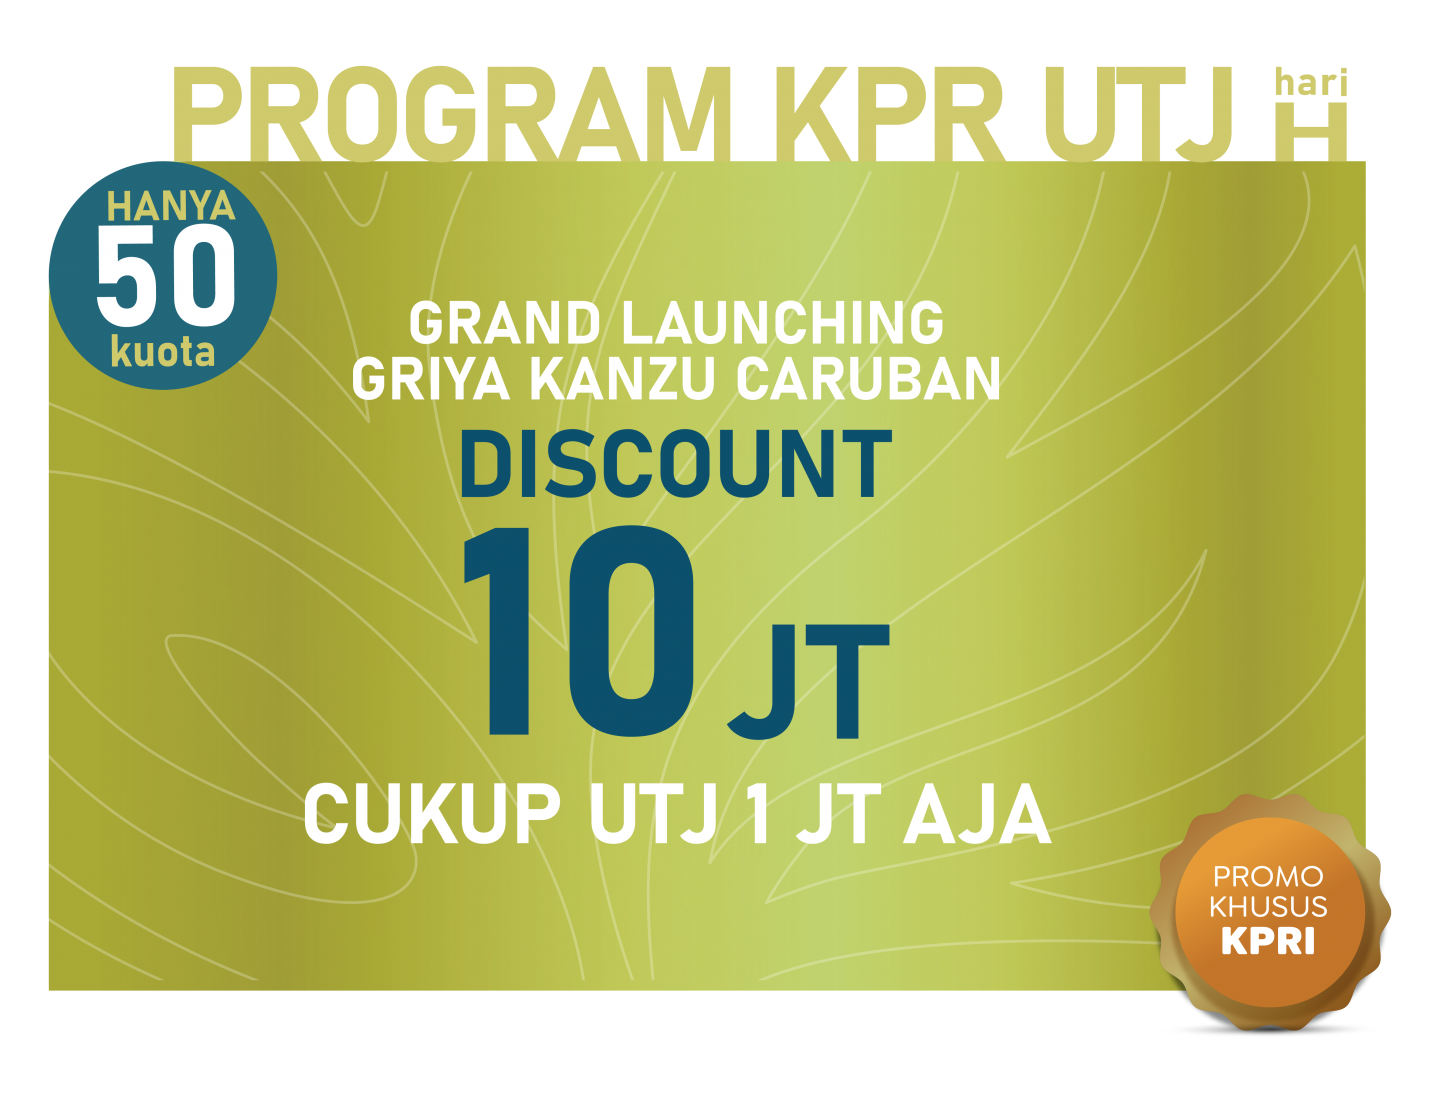 PROGRAM KPR UTJ hari H
HANYA
50
kuota
GRAND LAUNCHING
GRIYA KANZU CARUBAN
DISCOUNT
10 JT
CUKUP UTJ 1 JT AJA
PROMO
KHUSUS
KPRI